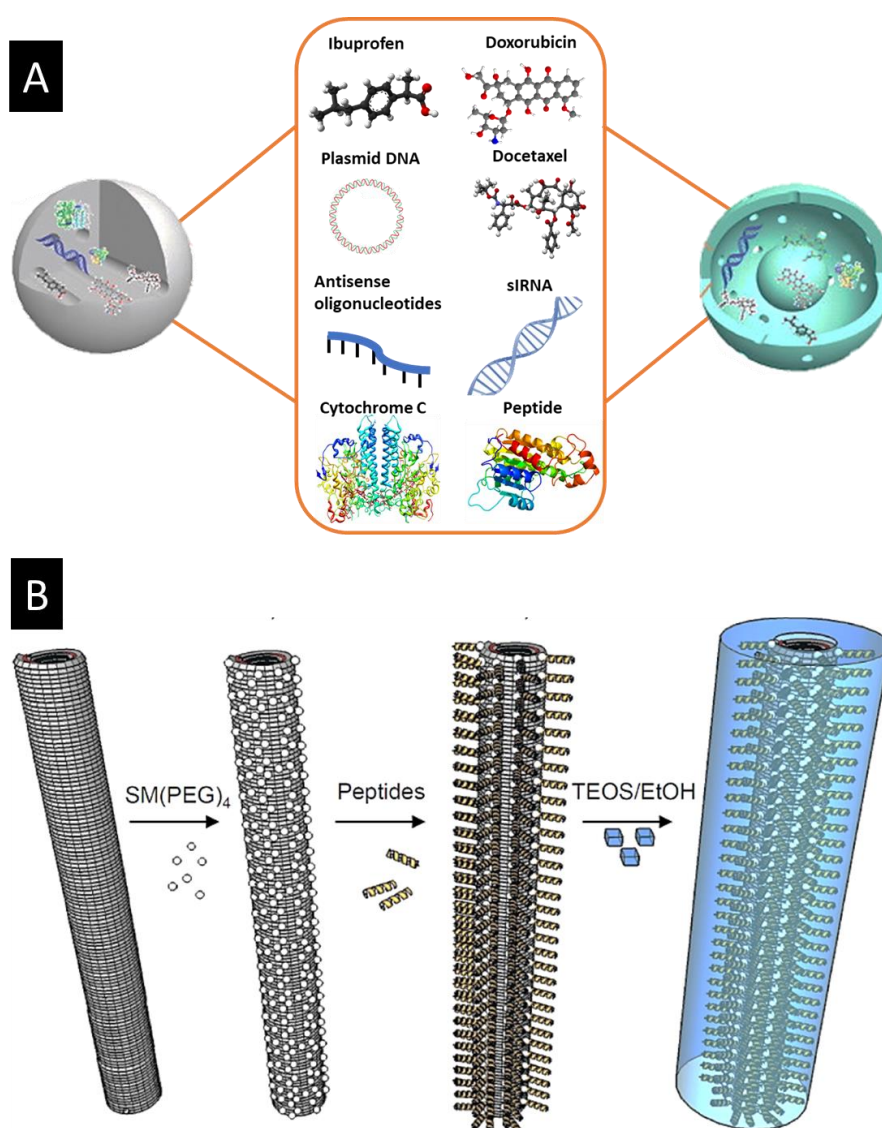 A
Ibuprofen
Doxorubicin
Plasmid DNA
Docetaxel
Antisense
oligonucleotides
sIRNA
Cytochrome C
Peptide
B
SM(PEG)4
Peptides
TEOS/EtOH